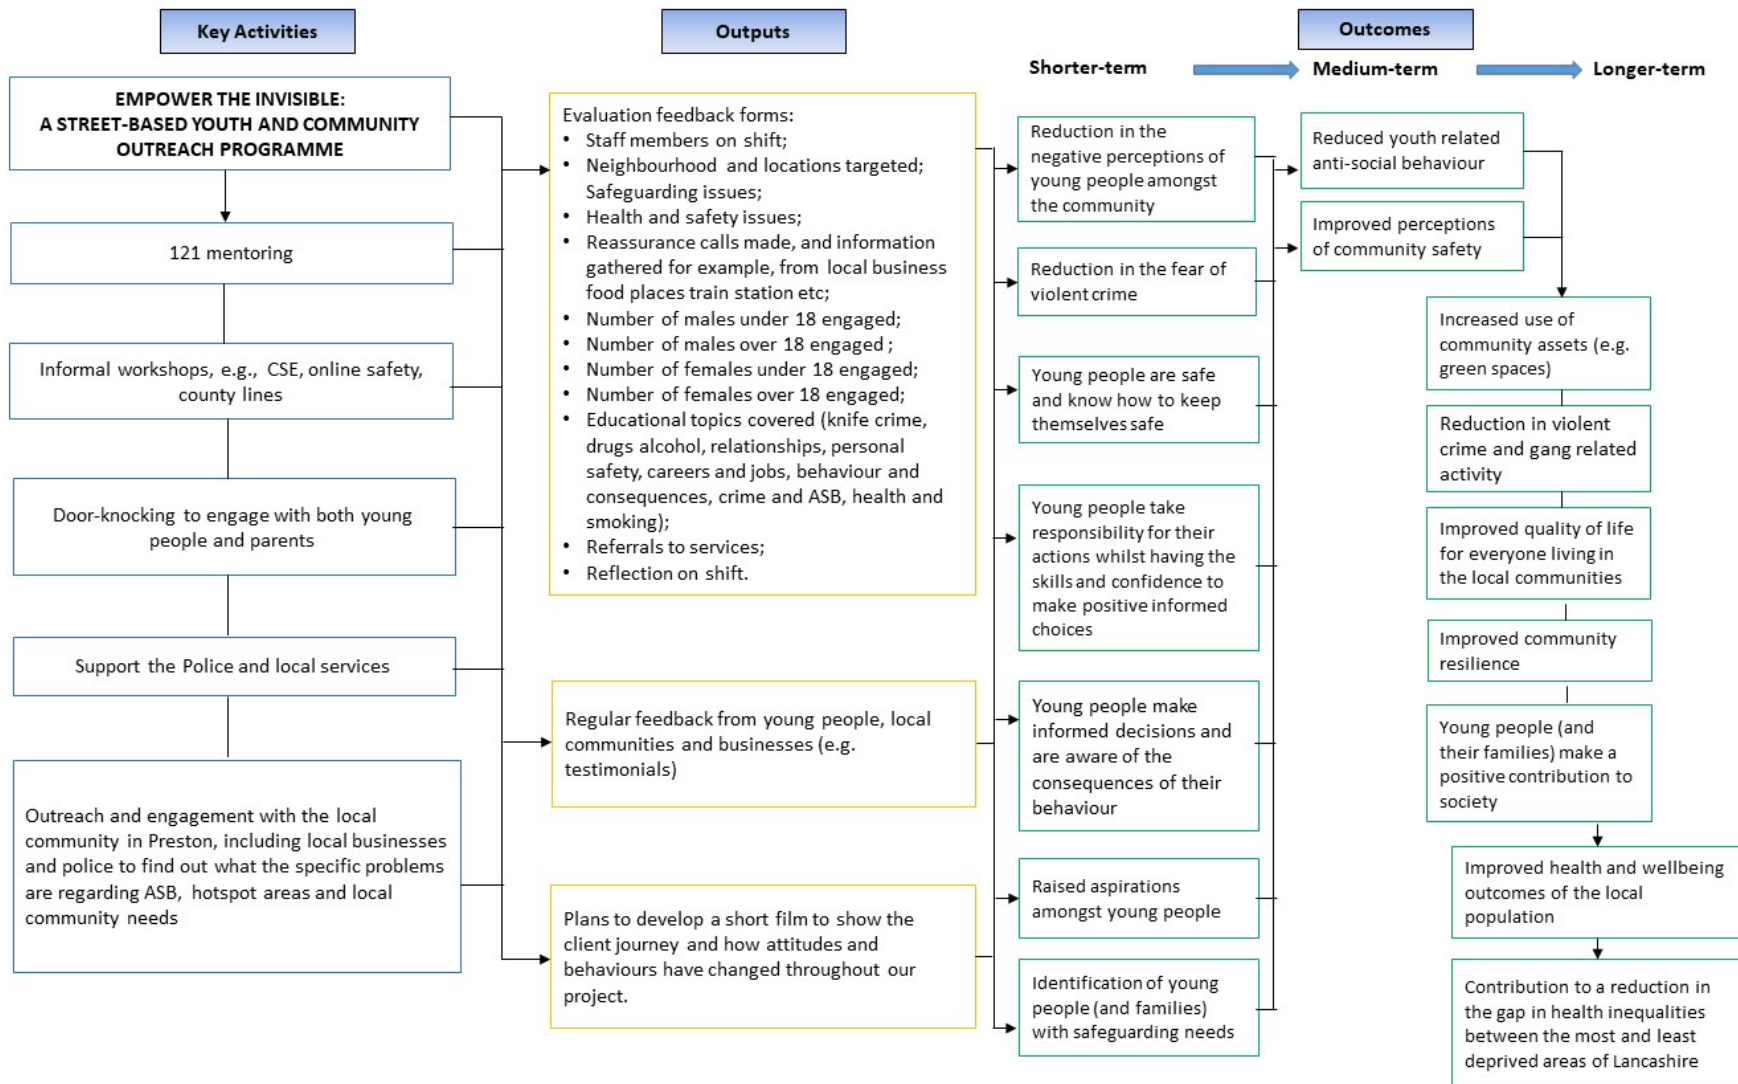 Key Activities
Outputs
Outcomes
Shorter-term
Medium-term
Longer-term
EMPOWER THE INVISIBLE:
A STREET-BASED YOUTH AND COMMUNITY
OUTREACH PROGRAMME
121 mentoring
Informal workshops, e.g., CSE, online safety,
county lines
Door-knocking to engage with both young
people and parents
Support the Police and local services
Outreach and engagement with the local
community in Preston, including local businesses
and police to find out what the specific problems
are regarding ASB, hotspot areas and local
community needs
Evaluation feedback forms:
• Staff members on shift;
• Neighbourhood and locations targeted;
Safeguarding issues;
• Health and safety issues;
• Reassurance calls made, and information
gathered for example, from local business
food places train station etc;
• Number of males under 18 engaged;
• Number of males over 18 engaged ;
• Number of females under 18 engaged;
• Number of females over 18 engaged;
• Educational topics covered (knife crime,
drugs alcohol, relationships, personal
safety, careers and jobs, behaviour and
consequences, crime and ASB, health and
smoking);
• Referrals to services;
• Reflection on shift.
Regular feedback from young people, local
communities and businesses (e.g.
testimonials)
Plans to develop a short film to show the
client journey and how attitudes and
behaviours have changed throughout our
project.
Reduction in the
negative perceptions of
young people amongst
the community
Reduction in the fear of
violent crime
Young people are safe
and know how to keep
themselves safe
Young people take
responsibility for their
actions whilst having the
skills and confidence to
make positive informed
choices
Young people make
informed decisions and
are aware of the
consequences of their
behaviour
Raised aspirations
amongst young people
Identification of young
people (and families)
with safeguarding needs
Reduced youth related
anti-social behaviour
Improved perceptions
of community safety
Increased use of
community assets (e.g.
green spaces)
Reduction in violent
crime and gang related
activity
Improved quality of life
for everyone living in
the local communities
Improved community
resilience
Young people (and
their families) make a
positive contribution to
society
Improved health and wellbeing
outcomes of the local
population
Contribution to a reduction in
the gap in health inequalities
between the most and least
deprived areas of Lancashire